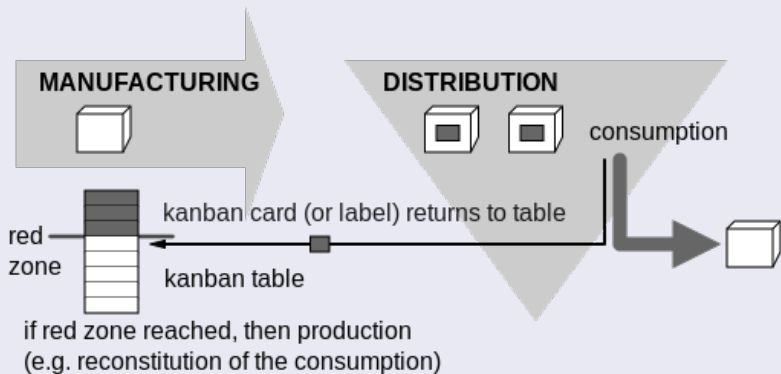 MANUFACTURING
DISTRIBUTION
consumption
kanban card (or label) returns to table
red
zone
kanban table
if red zone reached, then production
(e.g. reconstitution of the consumption)